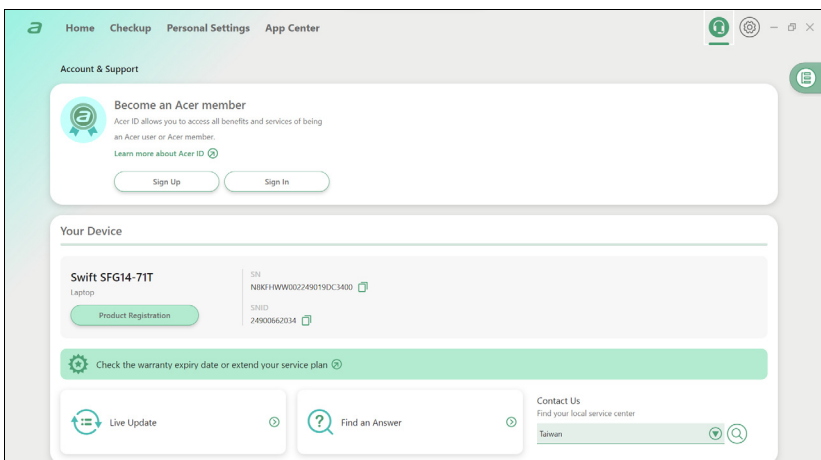 a Home Checkup Personal Settings App Center
Account & Support
Become an Acer member
Acer ID allows you to access all benefits and services of being
an Acer user or Acer member.
Learn more about Acer ID
Sign Up Sign In
Your Device
Swift SFG14-71T
Laptop
Product Registration
SN
N8KFHWW002249019DC3400
SNID
24900662034
Check the warranty expiry date or extend your service plan
Live Update
Find an Answer
Contact Us
Find your local service center
Taiwan